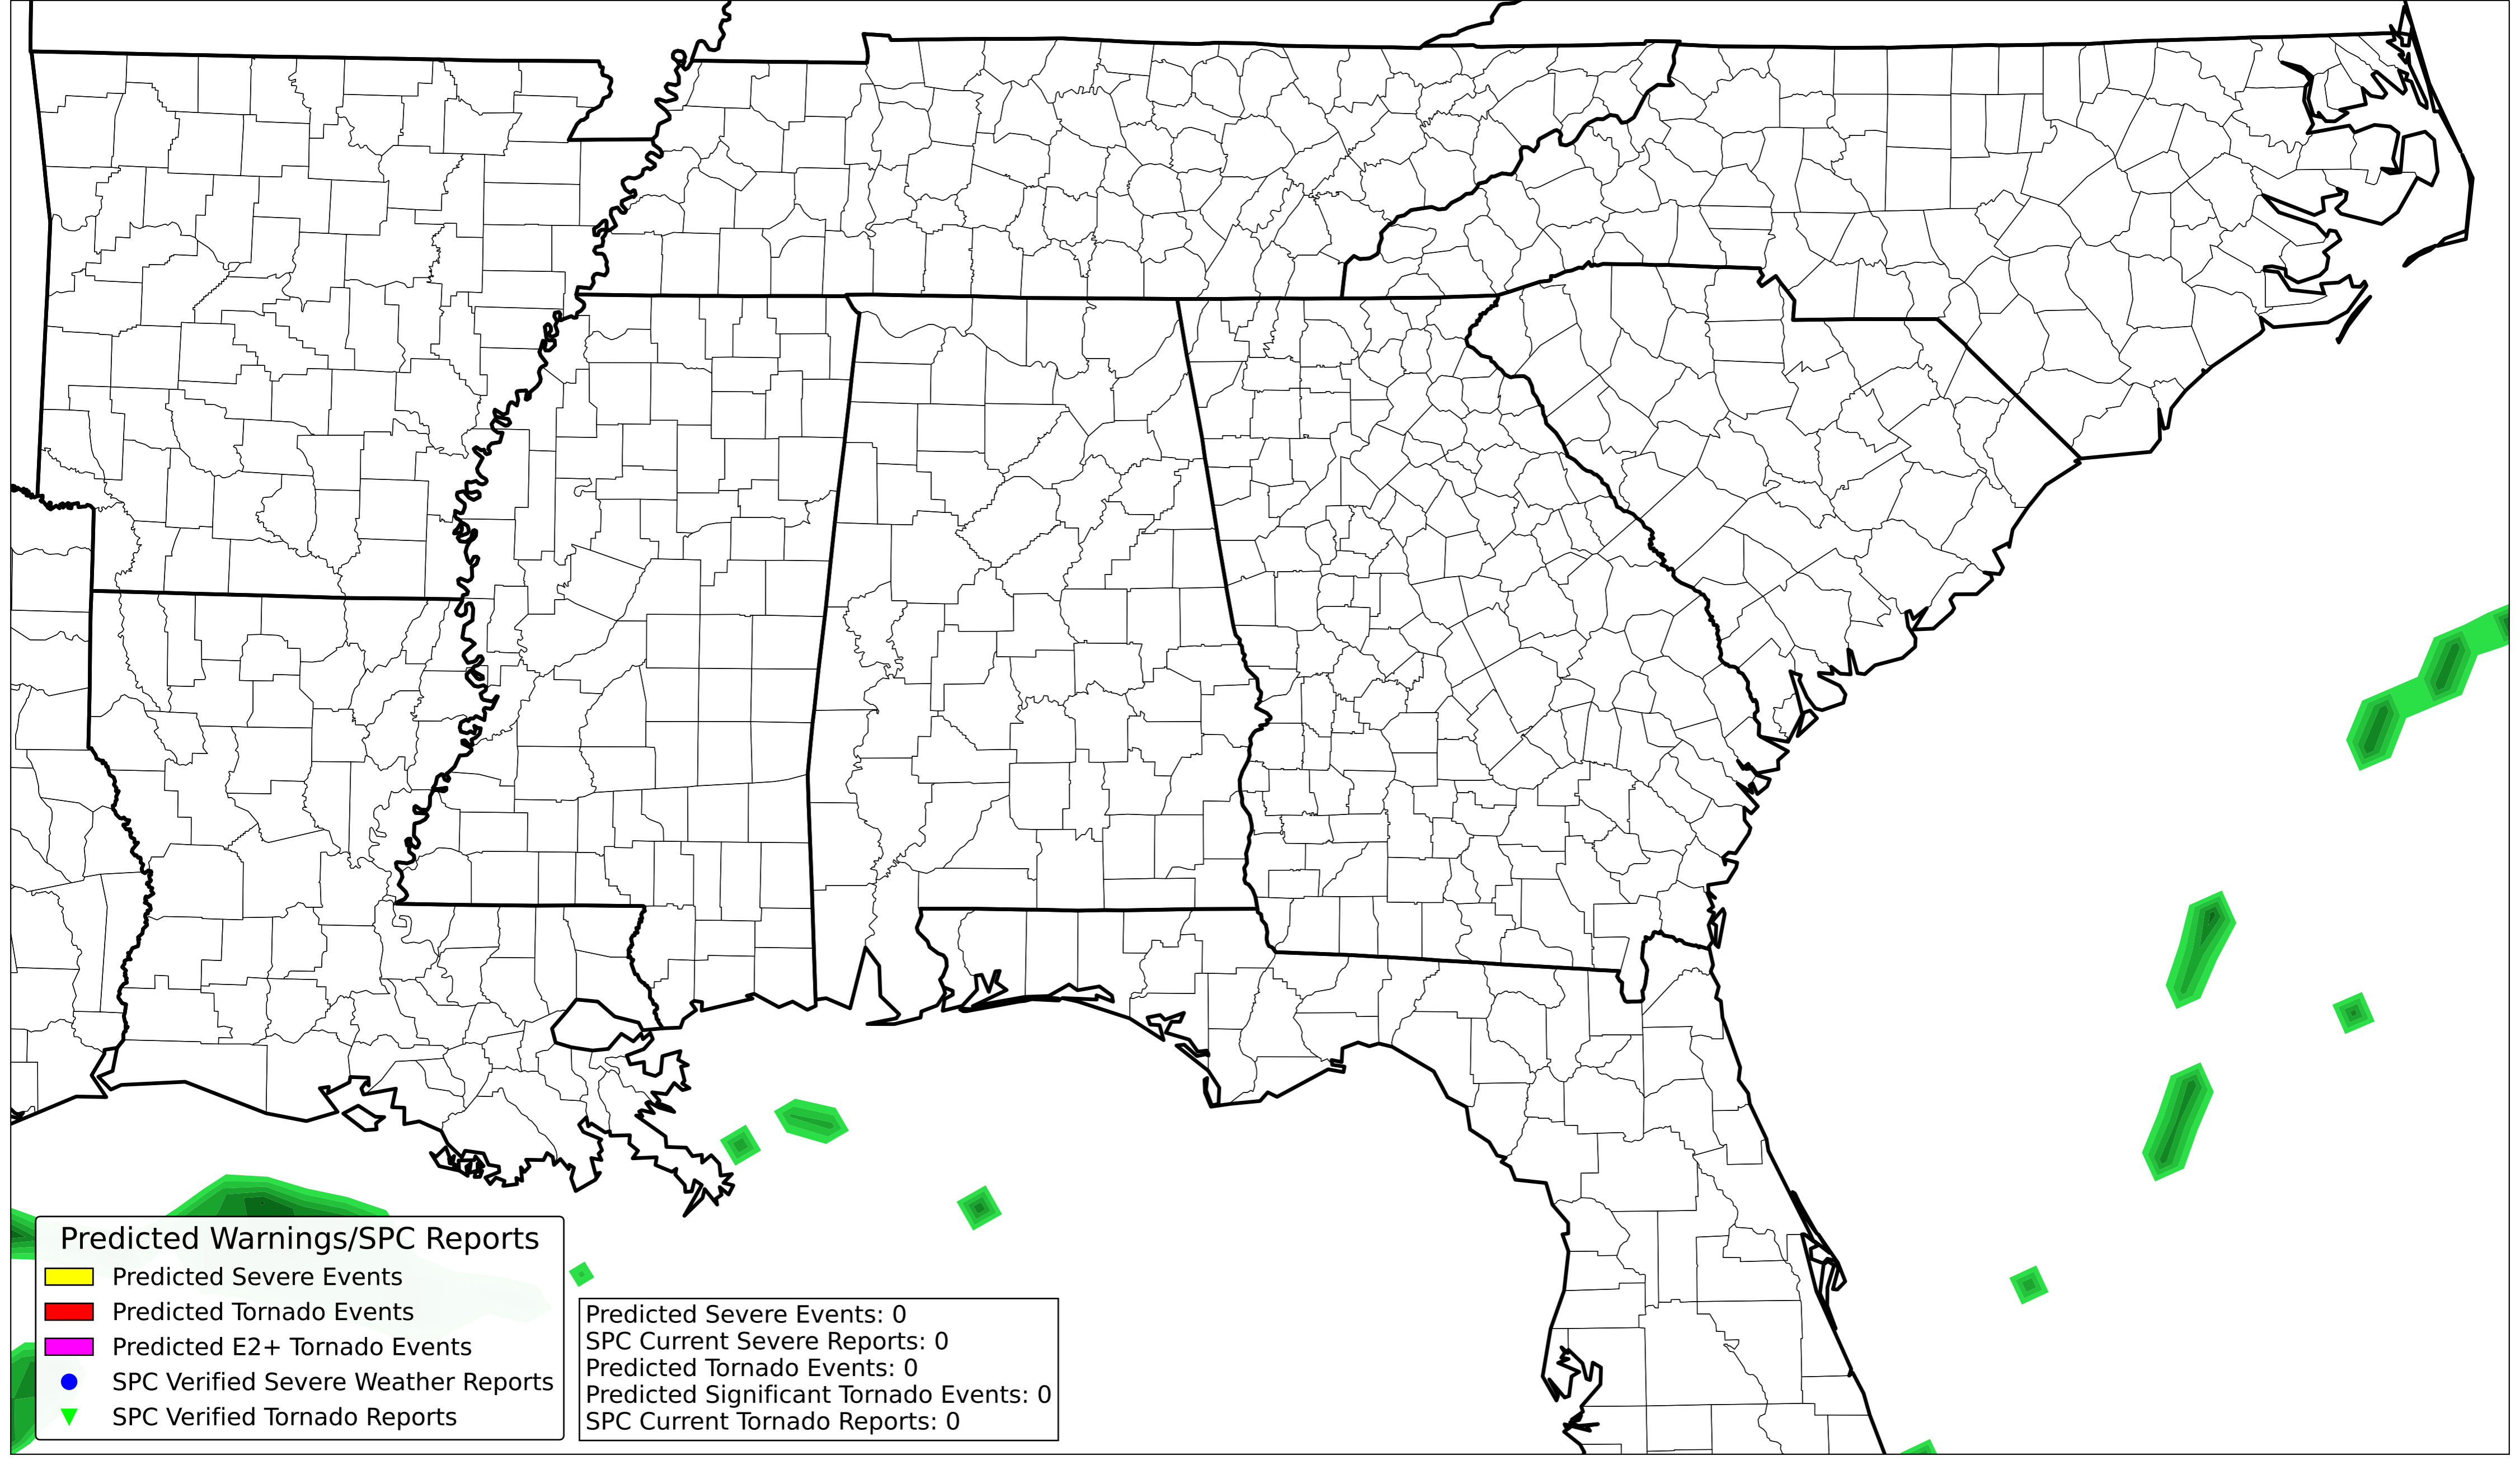 Predicted Warnings/SPC Reports
Predicted Severe Events
Predicted Tornado Events
Predicted E2+ Tornado Events
SPC Verified Severe Weather Reports
SPC Verified Tornado Reports
Predicted Severe Events: 0
SPC Current Severe Reports: 0
Predicted Tornado Events: 0
Predicted Significant Tornado Events: 0
SPC Current Tornado Reports: 0